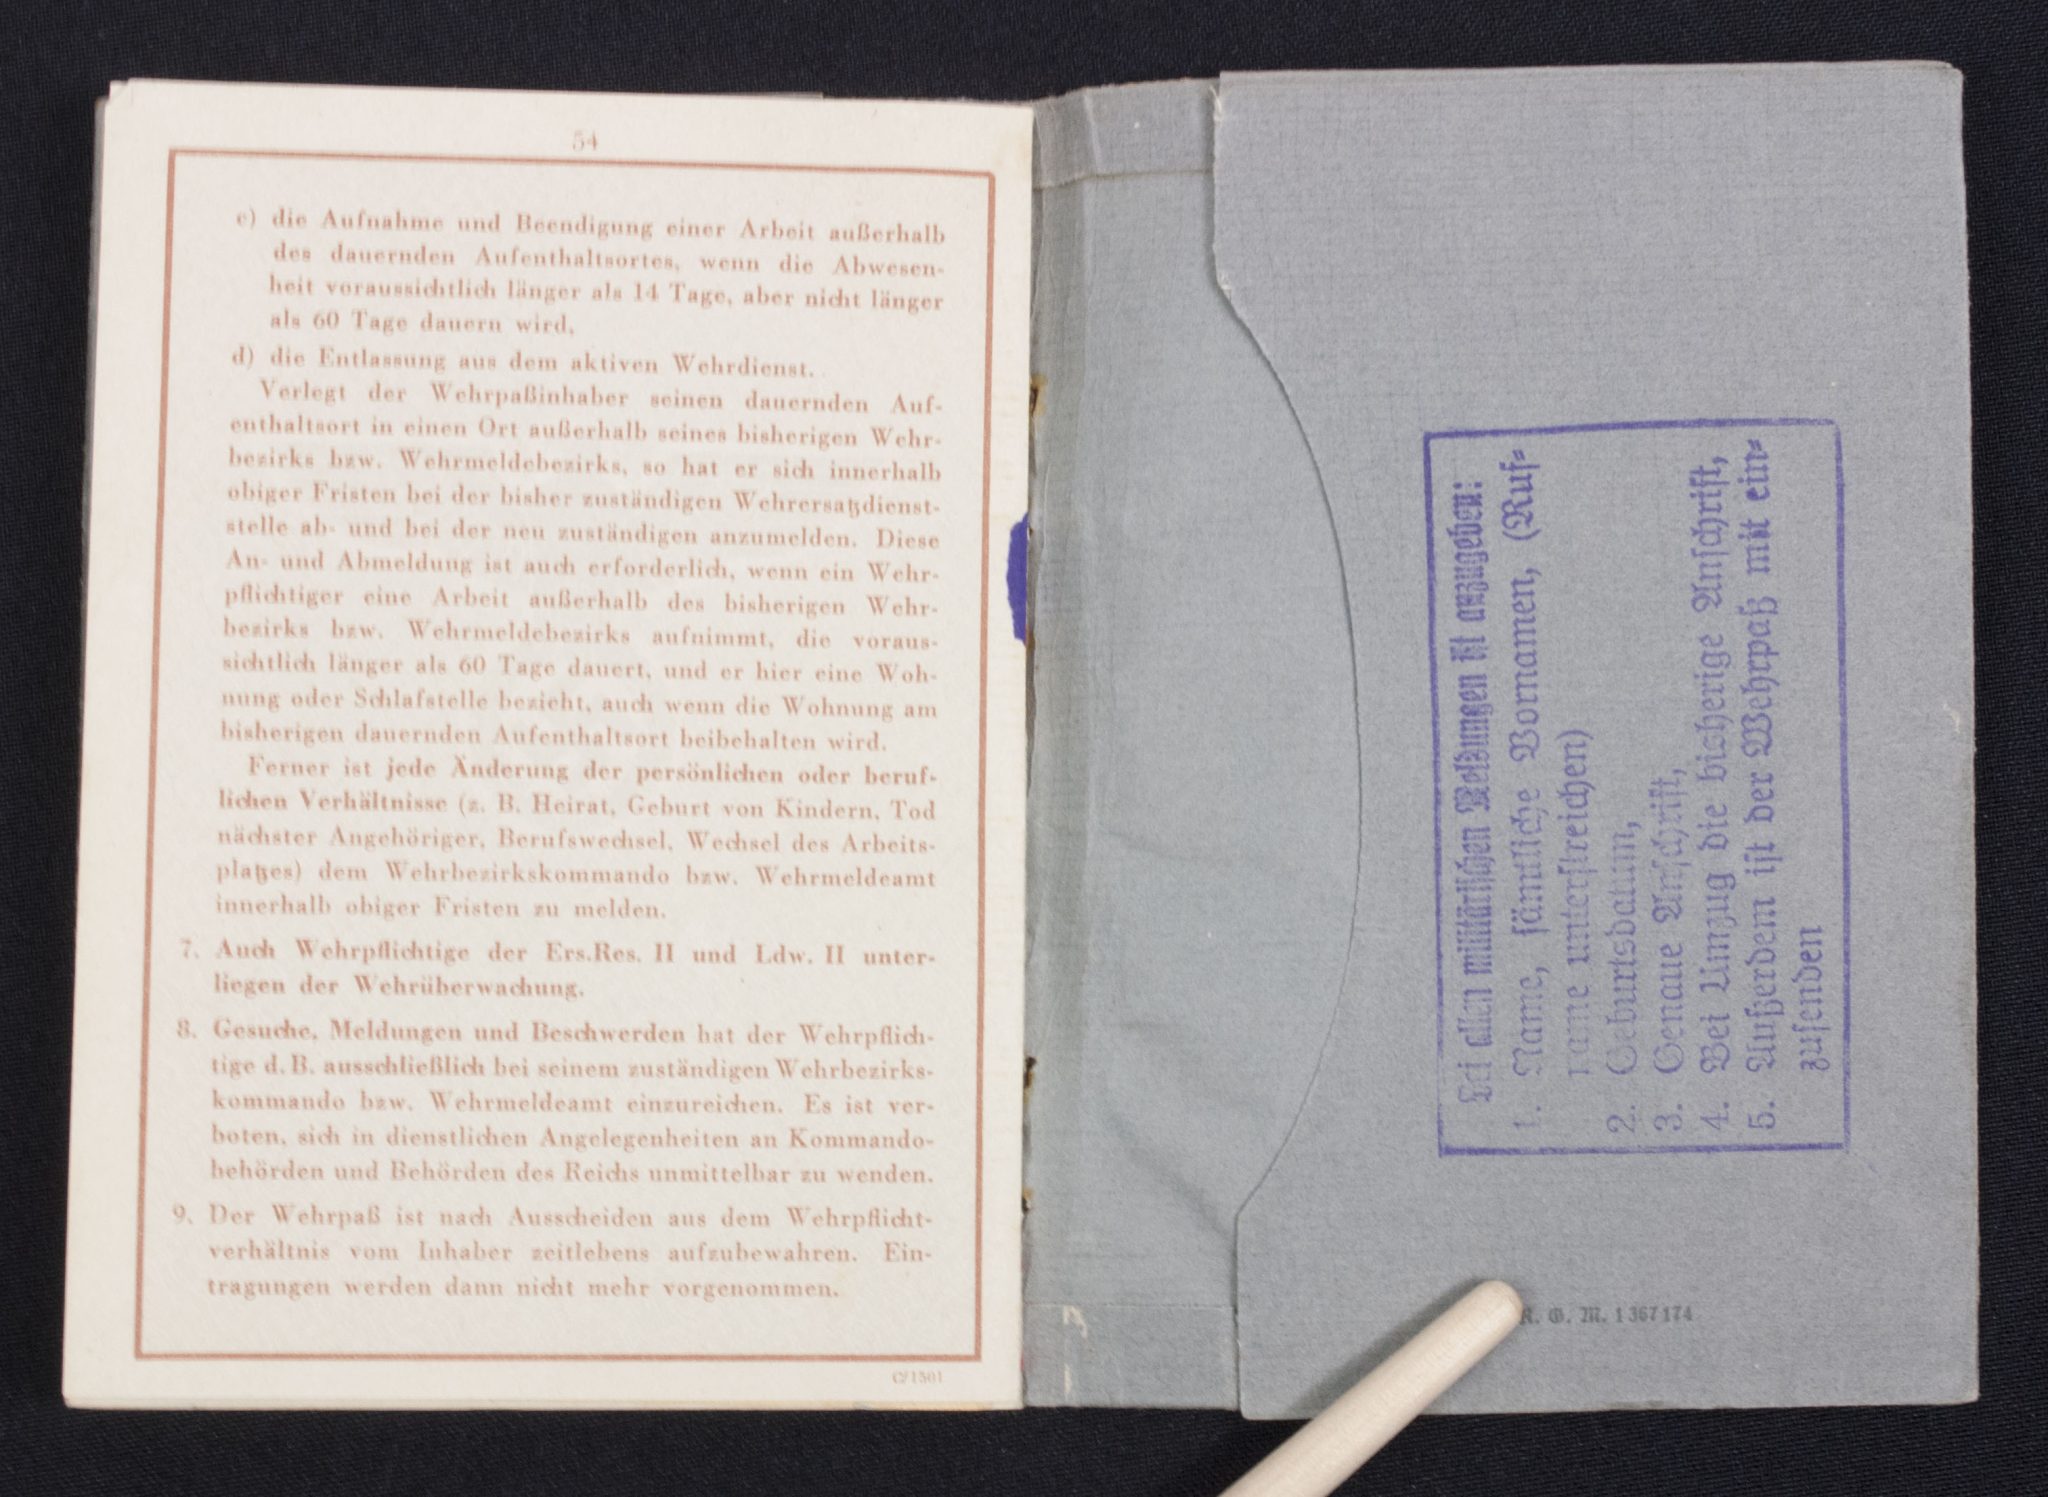 54
c) die Aufnahme und Beendigung einer Arbeit außerhalb
des dauernden Aufenthaltsortes, wenn die Abwesen-
heit voraussichtlich länger als 14 Tage, aber nicht länger
als 60 Tage dauern wird,
d) die Entlassung aus dem aktiven Wehrdienst.
Verlegt der Wehrpaßinhaber seinen dauernden Auf-
enthaltsort in einen Ort außerhalb seines bisherigen Wehr-
bezirks bzw. Wehrmeldebezirks, so hat er sich innerhalb
obiger Fristen bei der bisher zuständigen Wehrersatzdienst-
stelle ab- und bei der neu zuständigen anzumelden. Diese
An- und Abmeldung ist auch erforderlich, wenn ein Wehr-
pflichtiger eine Arbeit außerhalb des bisherigen Wehr-
bezirks bzw. Wehrmeldebezirks aufnimmt, die voraus-
sichtlich länger als 60 Tage dauert, und er hier eine Woh-
nung oder Schlafstelle bezieht, auch wenn die Wohnung am
bisherigen dauernden Aufenthaltsort beibehalten wird.
Ferner ist jede Änderung der persönlichen oder beruf-
lichen Verhältnisse (z. B. Heirat, Geburt von Kindern, Tod
nächster Angehöriger, Berufswechsel, Wechsel des Arbeits-
platzes) dem Wehrbezirkskommando bzw. Wehrmeldeamt
innerhalb obiger Fristen zu melden.
7. Auch Wehrpflichtige der Ers.Res. II und Ldw. II unter-
liegen der Wehrüberwachung.
8. Gesuche, Meldungen und Beschwerden hat der Wehrpflich-
tige d. B. ausschließlich bei seinem zuständigen Wehrbezirks-
kommando bzw. Wehrmeldeamt einzureichen. Es ist ver-
boten, sich in dienstlichen Angelegenheiten an Kommando-
behörden und Behörden des Reichs unmittelbar zu wenden.
9. Der Wehrpaß ist nach Ausscheiden aus dem Wehrpflicht-
verhältnis vom Inhaber zeitlebens aufzubewahren. Ein-
tragungen werden dann nicht mehr vorgenommen.
C/1501
Bei allen militärischen Meldungen ist anzugeben:
1. Name, sämtliche Vornamen, (Ruf-
name unterstreichen)
2. Geburtsdatum,
3. Genaue Anschrift,
4. Bei Umzug die bisherige Anschrift,
5. Außerdem ist der Wehrpaß mit ein-
zusenden
R. G. M. 1 367 174